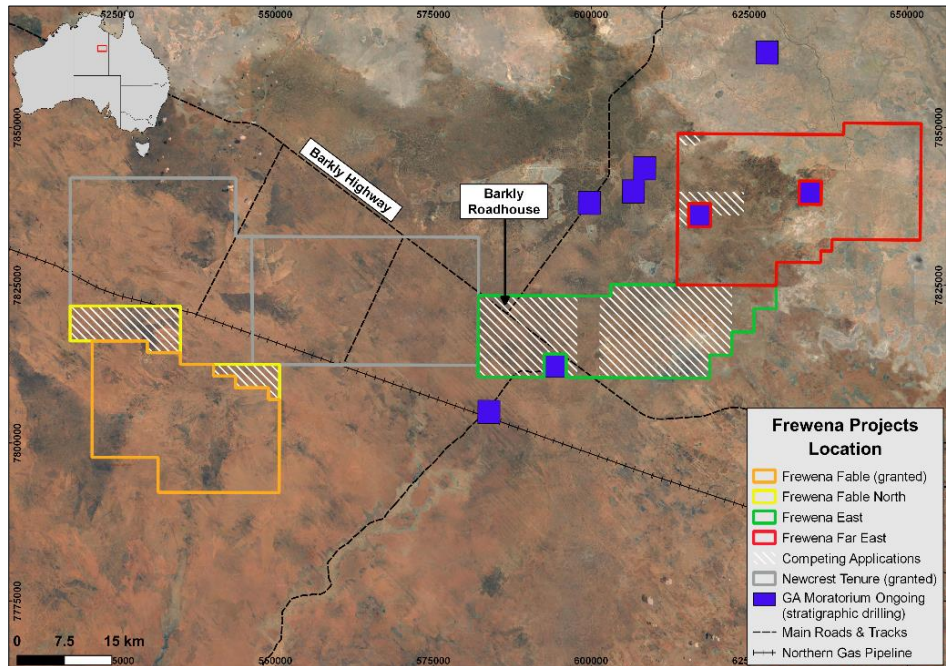 525000
550000
575000
600000
625000
650000
7850000
7850000
Barkly Highway
Barkly
Roadhouse
7825000
7825000
7800000
Frewena Projects
Location
Frewena Fable (granted)
Frewena Fable North
Frewena East
Frewena Far East
Competing Applications
Newcrest Tenure (granted)
GA Moratorium Ongoing
(stratigraphic drilling)
Main Roads & Tracks
Northern Gas Pipeline
7775000
0 7.5 15 km
550000
575000
600000